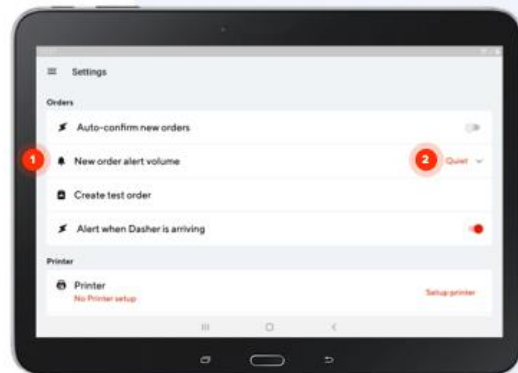 Settings
Orders
Auto-confirm new orders
1
New order alert volume
2
Quiet
Create test order
Alert when Dasher is arriving
Printer
Printer
No Printer setup
Setup printer